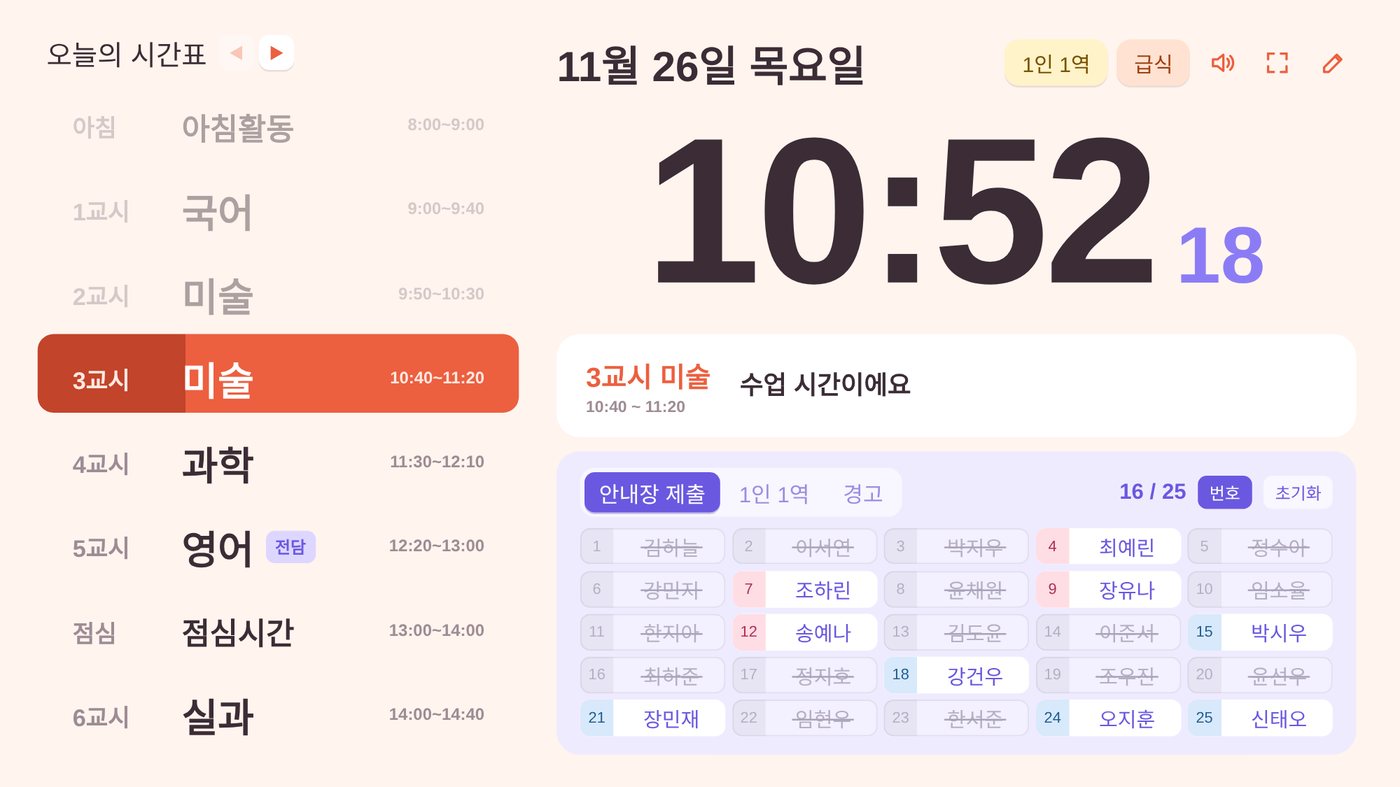 오늘의 시간표
아침 아침활동 8:00~9:00
1교시 국어 9:00~9:40
2교시 미술 9:50~10:30
3교시 미술 10:40~11:20
4교시 과학 11:30~12:10
5교시 영어 전담 12:20~13:00
점심 점심시간 13:00~14:00
6교시 실과 14:00~14:40
11월 26일 목요일
1인 1역 급식
10:52 18
3교시 미술
10:40 ~ 11:20
수업 시간이에요
안내장 제출 1인 1역 경고 16 / 25 번호 초기화
1 김하늘 2 이서연 3 박지우 4 최예린 5 정수아
6 강민지 7 조하린 8 윤채원 9 장유나 10 임소율
11 한지아 12 송예나 13 김도윤 14 이준서 15 박시우
16 최하준 17 정지호 18 강건우 19 조우진 20 윤선우
21 장민재 22 임현우 23 한서준 24 오지훈 25 신태오